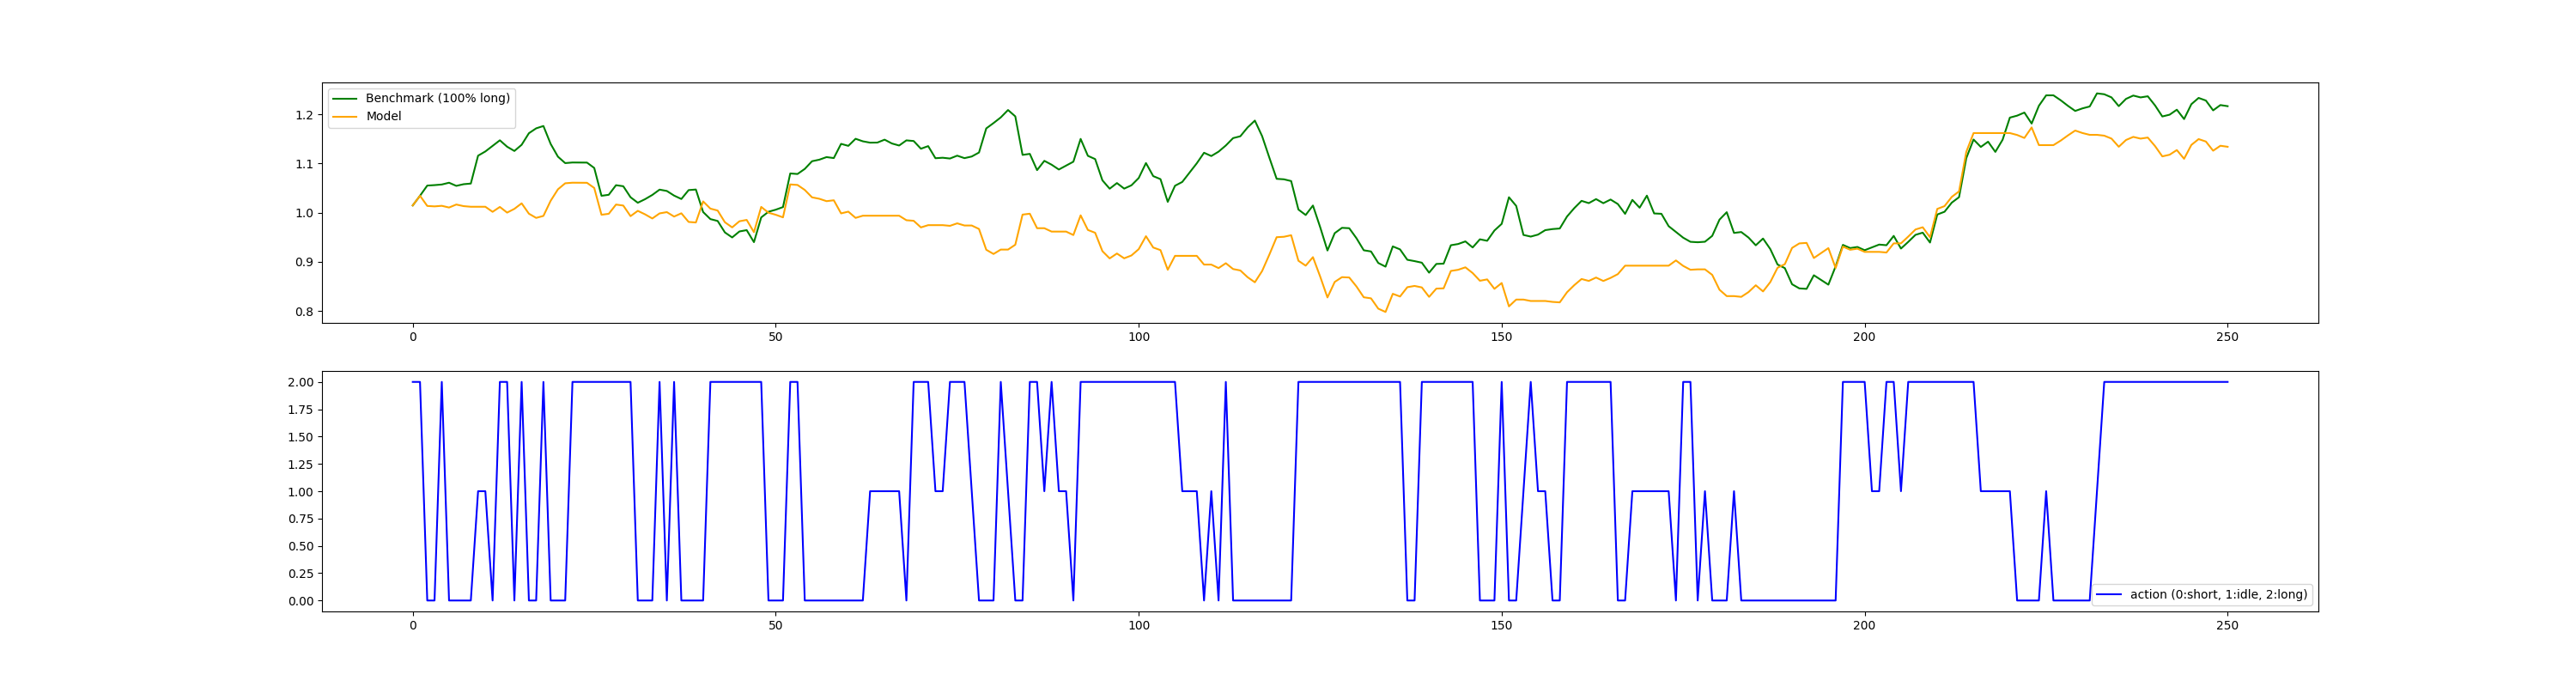 Benchmark (100% long)
Model
1.2
1.1
1.0
0.9
0.8
0 50 100 150 200 250
2.00
1.75
1.50
1.25
1.00
0.75
0.50
0.25
0.00
action (0:short, 1:idle, 2:long)
0 50 100 150 200 250